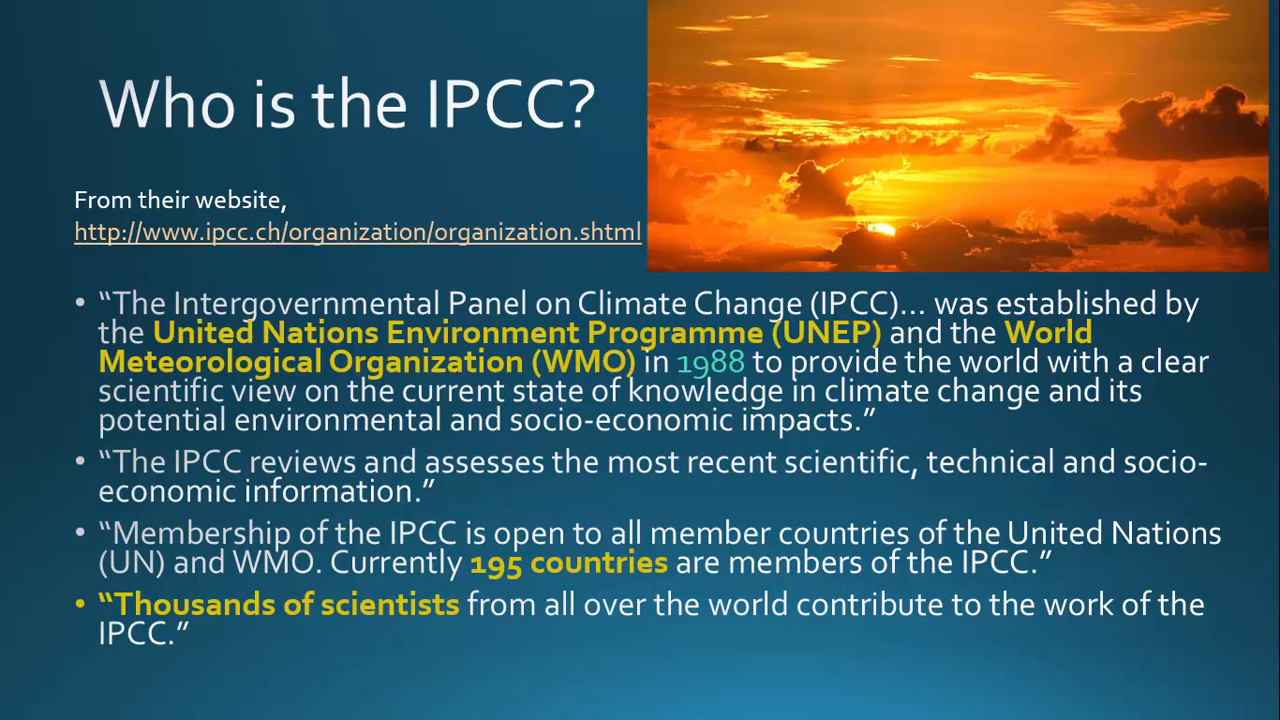 Who is the IPCC?
From their website,
http://www.ipcc.ch/organization/organization.shtml
• “The Intergovernmental Panel on Climate Change (IPCC)... was established by
the United Nations Environment Programme (UNEP) and the World
Meteorological Organization (WMO) in 1988 to provide the world with a clear
scientific view on the current state of knowledge in climate change and its
potential environmental and socio-economic impacts.”
• “The IPCC reviews and assesses the most recent scientific, technical and socio-
economic information.”
• “Membership of the IPCC is open to all member countries of the United Nations
(UN) and WMO. Currently 195 countries are members of the IPCC.”
• “Thousands of scientists from all over the world contribute to the work of the
IPCC.”